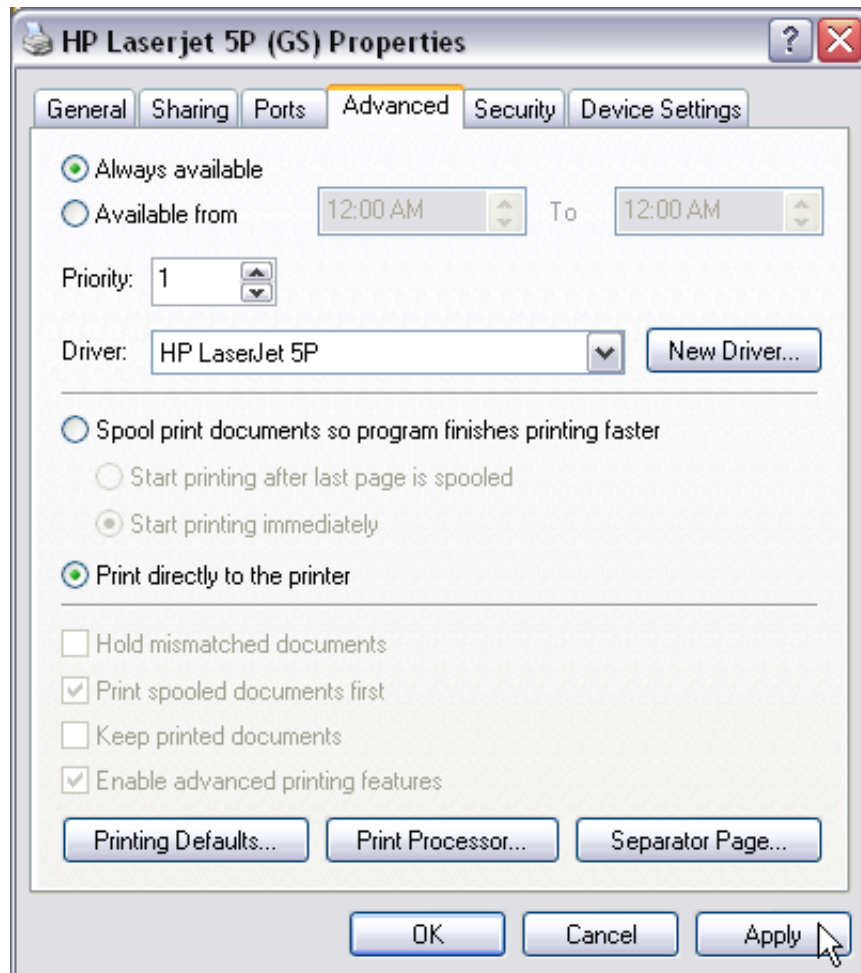 HP Laserjet 5P (GS) Properties
General Sharing Ports Advanced Security Device Settings
Always available
Available from 12:00 AM To 12:00 AM
Priority: 1
Driver: HP LaserJet 5P New Driver...
Spool print documents so program finishes printing faster
Start printing after last page is spooled
Start printing immediately
Print directly to the printer
Hold mismatched documents
Print spooled documents first
Keep printed documents
Enable advanced printing features
Printing Defaults... Print Processor... Separator Page...
OK Cancel Apply